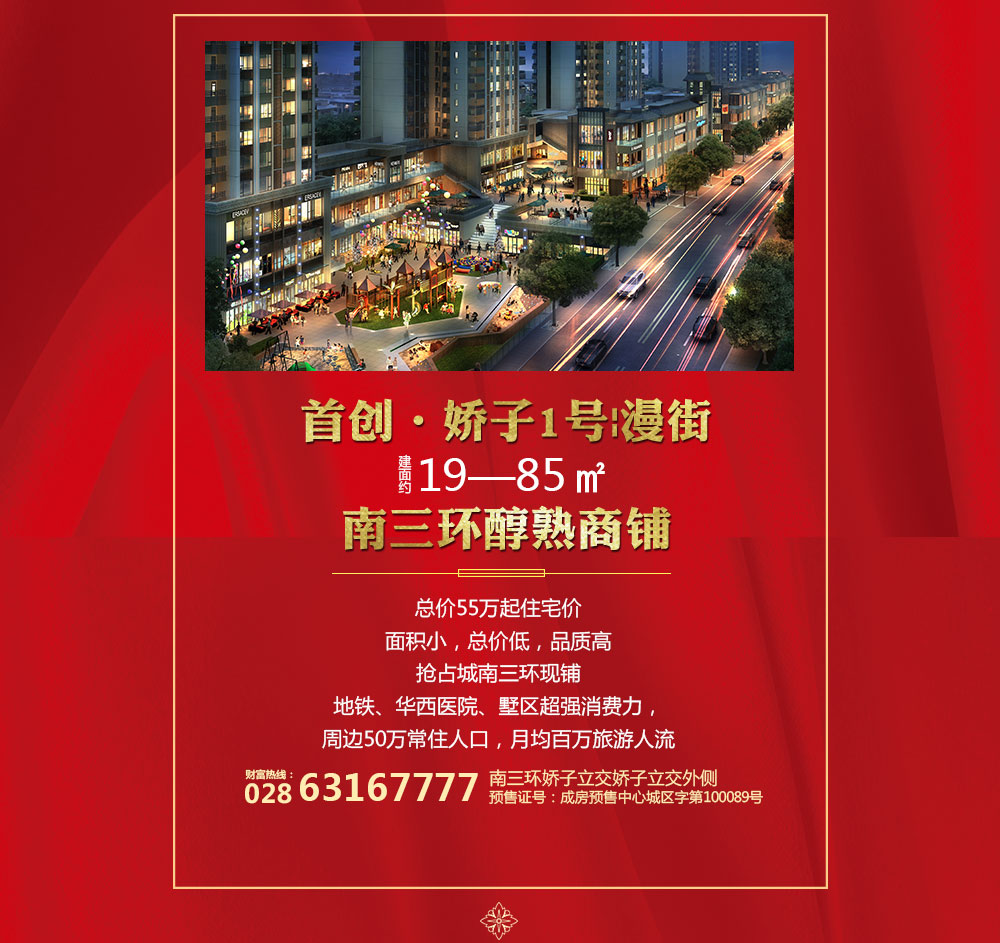 首创·娇子1号|漫街
建面约 19—85㎡
南三环醇熟商铺
总价55万起住宅价
面积小，总价低，品质高
抢占城南三环现铺
地铁、华西医院、墅区超强消费力，
周边50万常住人口，月均百万旅游人流
财富热线：
028 63167777
南三环娇子立交娇子立交外侧
预售证号：成房预售中心城区字第100089号